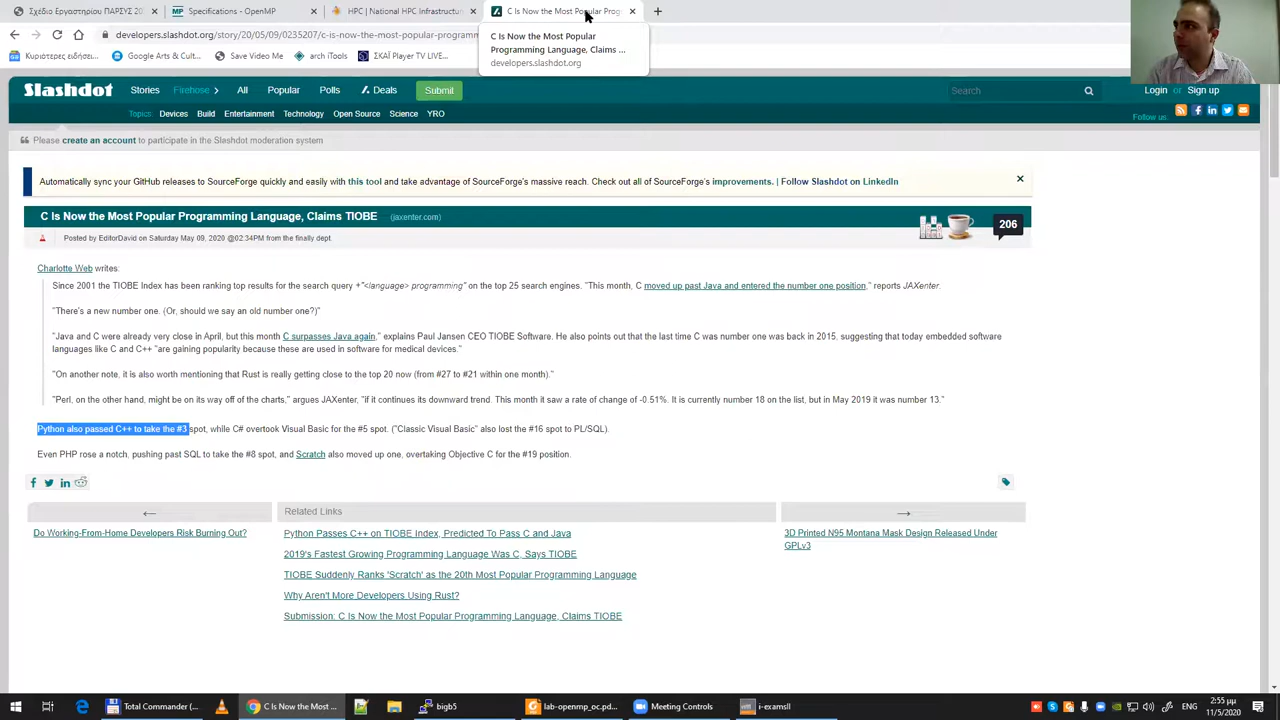 Σχέδιο Εργαστηρίου ΠΑΡΣΥΣ 20
Specifications - OpenMP
HPC | National HPC Infrastructu
C Is Now the Most Popular Prog
developers.slashdot.org/story/20/05/09/0235207/c-is-now-the-most-popular-programm
C Is Now the Most Popular
Programming Language, Claims ...
developers.slashdot.org
Κυριότερες ειδήσει...
Google Arts & Cult...
Save Video Me
arch iTools
ΣΚΑΪ Player TV LIVE...
Slashdot
Stories
Firehose
All
Popular
Polls
Deals
Submit
Search
Login or Sign up
Topics: Devices Build Entertainment Technology Open Source Science YRO
Follow us:
Please create an account to participate in the Slashdot moderation system
Automatically sync your GitHub releases to SourceForge quickly and easily with this tool and take advantage of SourceForge's massive reach. Check out all of SourceForge's improvements. | Follow Slashdot on LinkedIn
C Is Now the Most Popular Programming Language, Claims TIOBE (jaxenter.com)
206
Posted by EditorDavid on Saturday May 09, 2020 @02:34PM from the finally dept.
Charlotte Web writes:
Since 2001 the TIOBE Index has been ranking top results for the search query +"<language> programming" on the top 25 search engines. "This month, C moved up past Java and entered the number one position," reports JAXenter.
"There's a new number one. (Or, should we say an old number one?)"
"Java and C were already very close in April, but this month C surpasses Java again," explains Paul Jansen CEO TIOBE Software. He also points out that the last time C was number one was back in 2015, suggesting that today embedded software
languages like C and C++ "are gaining popularity because these are used in software for medical devices."
"On another note, it is also worth mentioning that Rust is really getting close to the top 20 now (from #27 to #21 within one month)."
"Perl, on the other hand, might be on its way off of the charts," argues JAXenter, "if it continues its downward trend. This month it saw a rate of change of -0.51%. It is currently number 18 on the list, but in May 2019 it was number 13."
Python also passed C++ to take the #3 spot, while C# overtook Visual Basic for the #5 spot. ("Classic Visual Basic" also lost the #16 spot to PL/SQL).
Even PHP rose a notch, pushing past SQL to take the #8 spot, and Scratch also moved up one, overtaking Objective C for the #19 position.
←
Related Links
→
Do Working-From-Home Developers Risk Burning Out?
Python Passes C++ on TIOBE Index, Predicted To Pass C and Java
3D Printed N95 Montana Mask Design Released Under
GPLv3
2019's Fastest Growing Programming Language Was C, Says TIOBE
TIOBE Suddenly Ranks 'Scratch' as the 20th Most Popular Programming Language
Why Aren't More Developers Using Rust?
Submission: C Is Now the Most Popular Programming Language, Claims TIOBE
Total Commander (...
C Is Now the Most ...
bigb5
lab-openmp_oc.pd...
Meeting Controls
i-examsll
2:55 μμ
11/5/2020